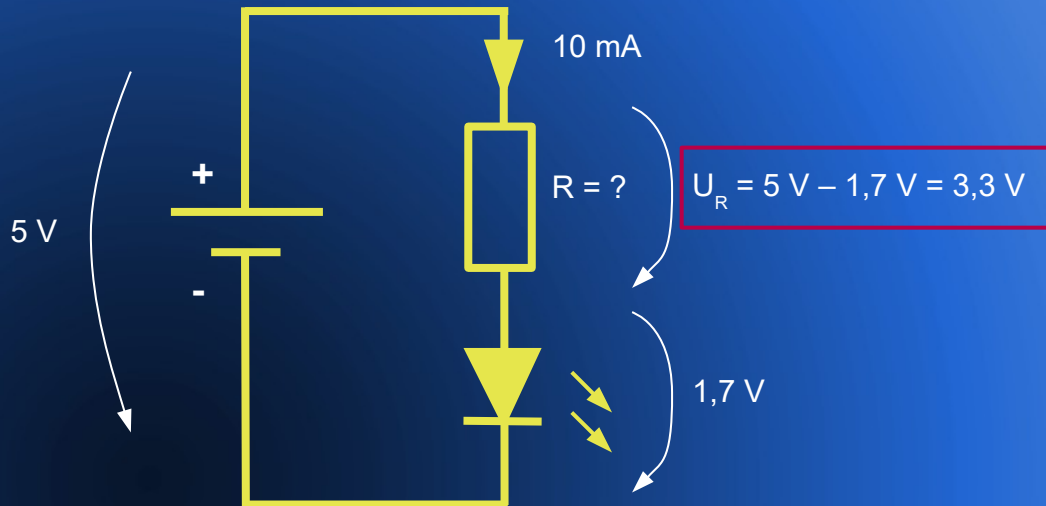 10 mA
+
R = ?
U_R = 5 V – 1,7 V = 3,3 V
5 V
-
1,7 V